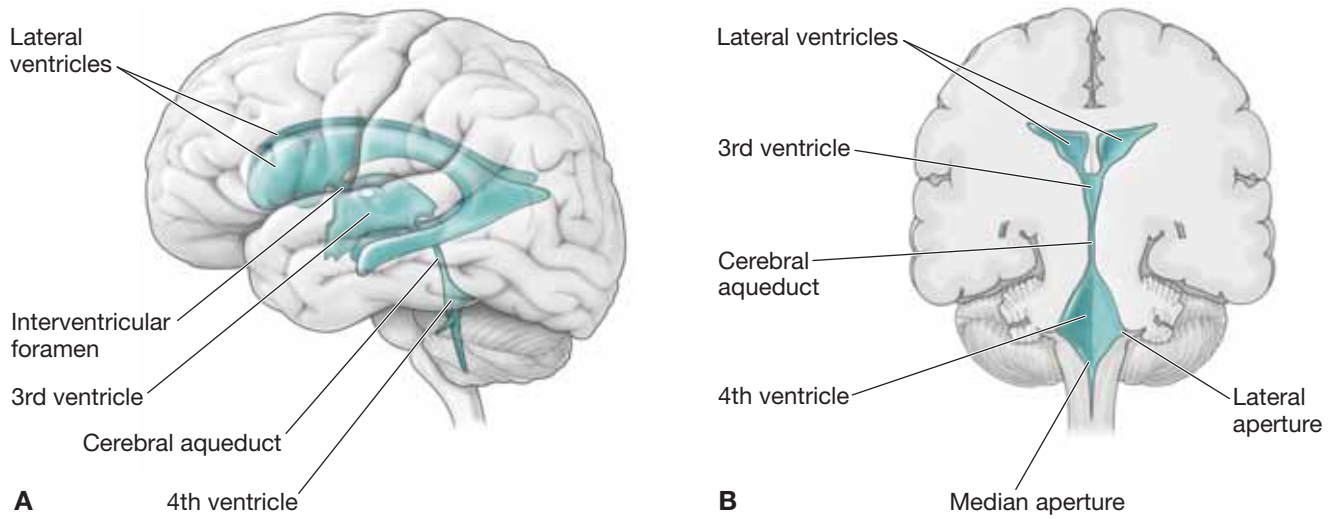 Lateral
ventricles
Interventricular
foramen
3rd ventricle
Cerebral aqueduct
4th ventricle
A
Lateral ventricles
3rd ventricle
Cerebral
aqueduct
4th ventricle
Lateral
aperture
Median aperture
B